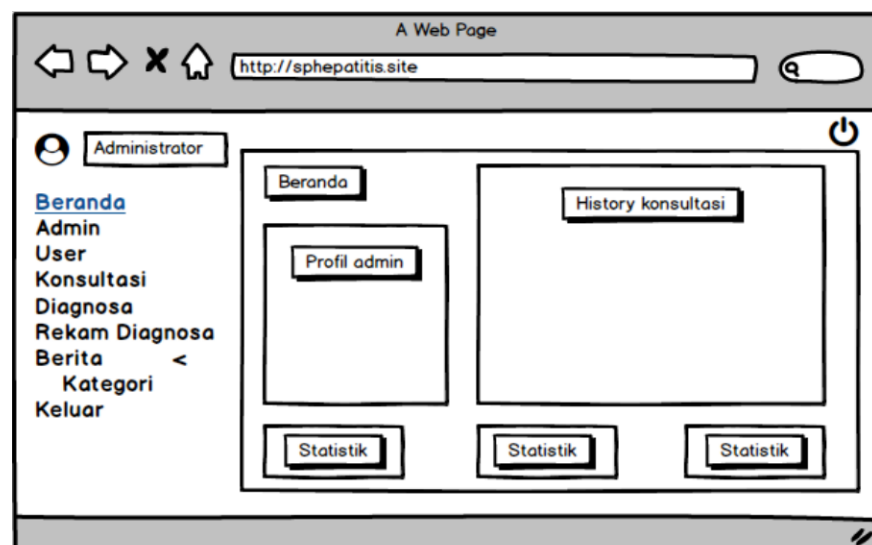 A Web Page
http://sphepatitis.site
Administrator
Beranda
Admin
User
Konsultasi
Diagnosa
Rekam Diagnosa
Berita <
Kategori
Keluar
Beranda
History konsultasi
Profil admin
Statistik
Statistik
Statistik